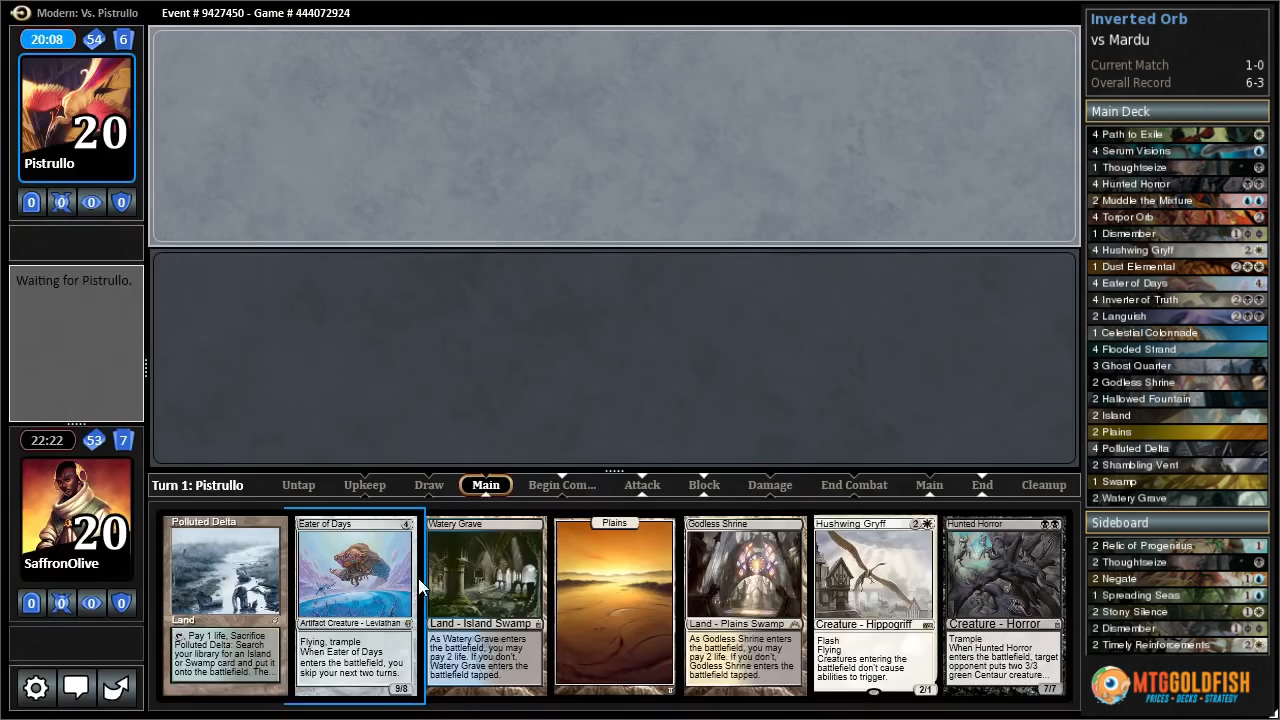 Modern: Vs. Pistrullo
Event # 9427450 - Game # 444072924
20:08
54
6
20
Pistrullo
0
0
0
0
Waiting for Pistrullo.
22:22
53
7
20
SaffronOlive
0
0
0
0
Turn 1: Pistrullo
Untap
Upkeep
Draw
Main
Begin Com...
Attack
Block
Damage
End Combat
Main
End
Cleanup
Polluted Delta
Land
, Pay 1 life, Sacrifice
Polluted Delta: Search
your library for an Island
or Swamp card and put it
onto the battlefield. The...
Eater of Days
4
Artifact Creature - Leviathan
Flying, trample
When Eater of Days
enters the battlefield, you
skip your next two turns.
9/8
Watery Grave
Land - Island Swamp
As Watery Grave enters
the battlefield, you may
pay 2 life. If you don't,
Watery Grave enters the
battlefield tapped.
Plains
Godless Shrine
Land - Plains Swamp
As Godless Shrine enters
the battlefield, you may
pay 2 life. If you don't,
Godless Shrine enters the
battlefield tapped.
Hushwing Gryff
2
Creature - Hippogriff
Flash
Flying
Creatures entering the
battlefield don't cause
abilities to trigger.
2/1
Hunted Horror
Creature - Horror
Trample
When Hunted Horror
enters the battlefield, target
opponent puts two 3/3
green Centaur creature...
7/7
Inverted Orb
vs Mardu
Current Match 1-0
Overall Record 6-3
Main Deck
4 Path to Exile
4 Serum Visions
1 Thoughtseize
4 Hunted Horror
2 Muddle the Mixture
4 Torpor Orb 2
1 Dismember 1
4 Hushwing Gryff 2
1 Dust Elemental 2
4 Eater of Days 4
4 Inverter of Truth 2
2 Languish 2
1 Celestial Colonnade
4 Flooded Strand
3 Ghost Quarter
2 Godless Shrine
2 Hallowed Fountain
2 Island
2 Plains
4 Polluted Delta
2 Shambling Vent
1 Swamp
2 Watery Grave
Sideboard
2 Relic of Progenitus 1
2 Thoughtseize
2 Negate 1
1 Spreading Seas 1
2 Stony Silence 1
2 Dismember 1
2 Timely Reinforcements 2
MTGGOLDFISH
PRICES - DECKS - STRATEGY